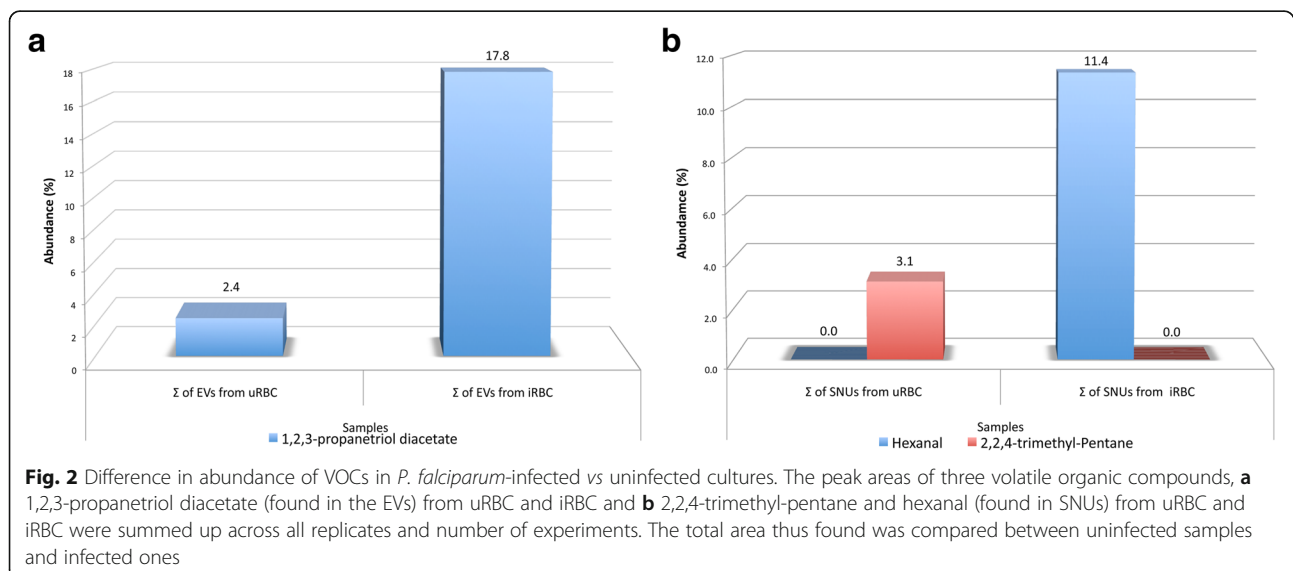 a
17.8
18
16
14
12
10
8
6
4
2
0
Abundance (%)
2.4
Σ of EVs from uRBC
Σ of EVs from iRBC
Samples
1,2,3-propanetriol diacetate
b
12.0
10.0
8.0
6.0
4.0
2.0
0.0
Abundamce (%)
11.4
3.1
0.0
0.0
Σ of SNUs from uRBC
Σ of SNUs from iRBC
Samples
Hexanal
2,2,4-trimethyl-Pentane
Fig. 2 Difference in abundance of VOCs in P. falciparum-infected vs uninfected cultures. The peak areas of three volatile organic compounds, a
1,2,3-propanetriol diacetate (found in the EVs) from uRBC and iRBC and b 2,2,4-trimethyl-pentane and hexanal (found in SNUs) from uRBC and
iRBC were summed up across all replicates and number of experiments. The total area thus found was compared between uninfected samples
and infected ones